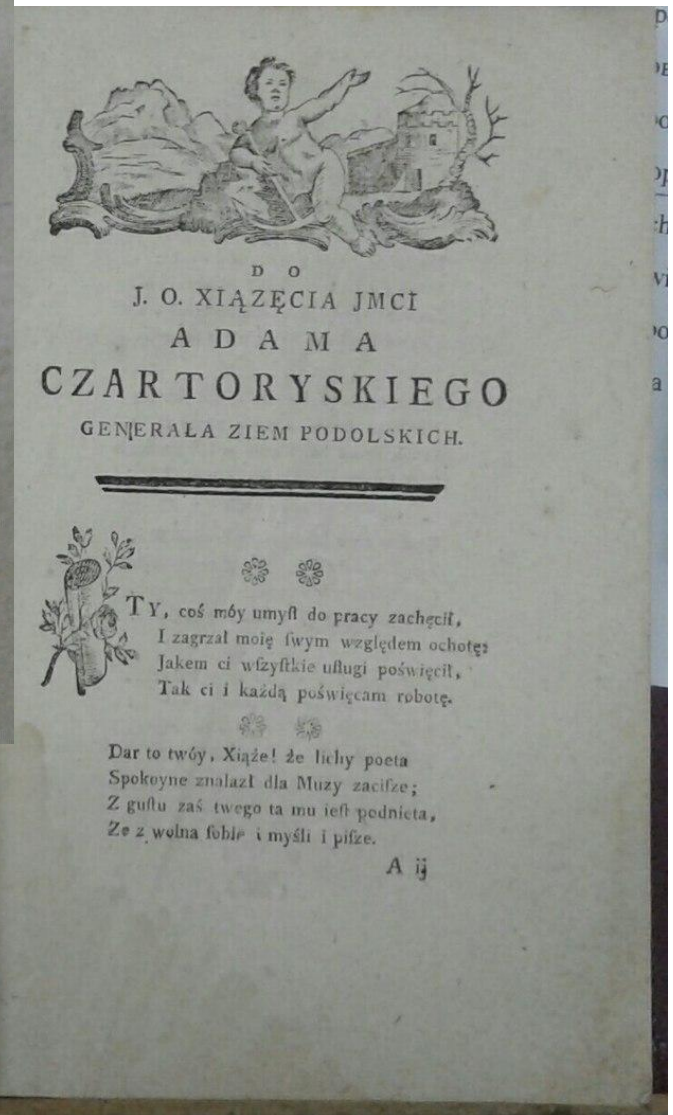 D O
J. O. XIĄZĘCIA JMCI
A D A M A
CZARTORYSKIEGO
GENERAŁA ZIEM PODOLSKICH.
TY, coś móy umyſł do pracy zachęcił,
I zagrzał moię ſwym względem ochotę:
Jakem ci wſzyſtkie uſługi poświęcił,
Tak ci i każdą poświęcam robotę.
Dar to twóy, Xiąże! że lichy poeta
Spokoyne znalazł dla Muzy zaciſze;
Z guſtu zaś twego ta mu ieſt podnieta,
Że z wolna ſobie i myśli i piſze.
A ij